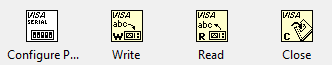 VISA SERIAL
VISA abc W
VISA abc R
VISA C
Configure P...
Write
Read
Close